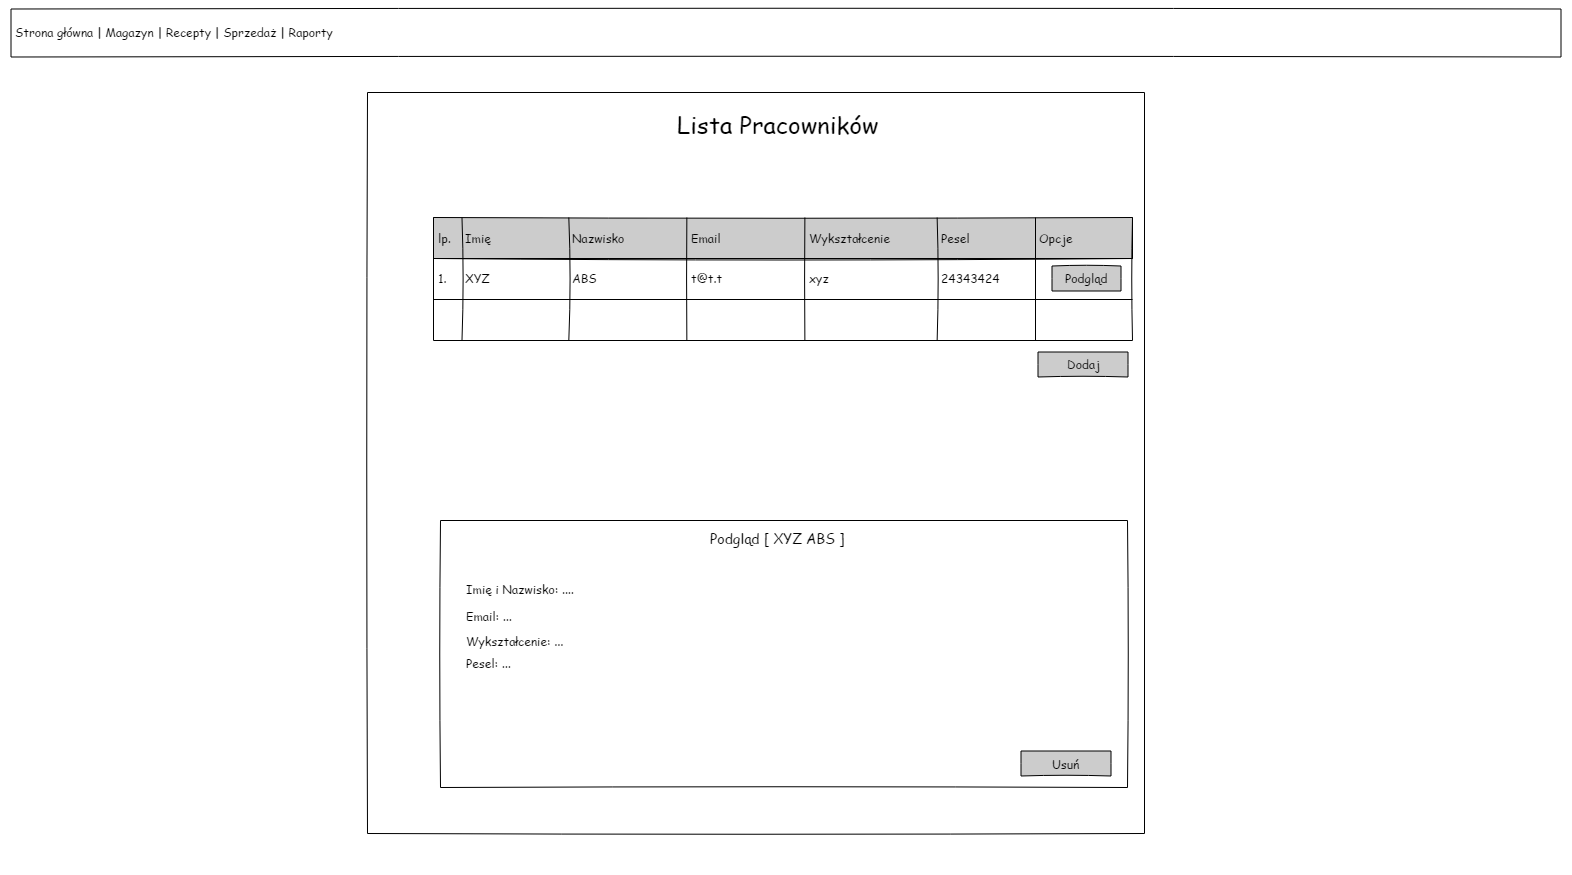 Strona główna | Magazyn | Recepty | Sprzedaż | Raporty
Lista Pracowników
lp. Imię Nazwisko Email Wykształcenie Pesel Opcje
1. XYZ ABS t@t.t xyz 24343424 Podgląd
Dodaj
Podgląd [ XYZ ABS ]
Imię i Nazwisko: ....
Email: ...
Wykształcenie: ...
Pesel: ...
Usuń